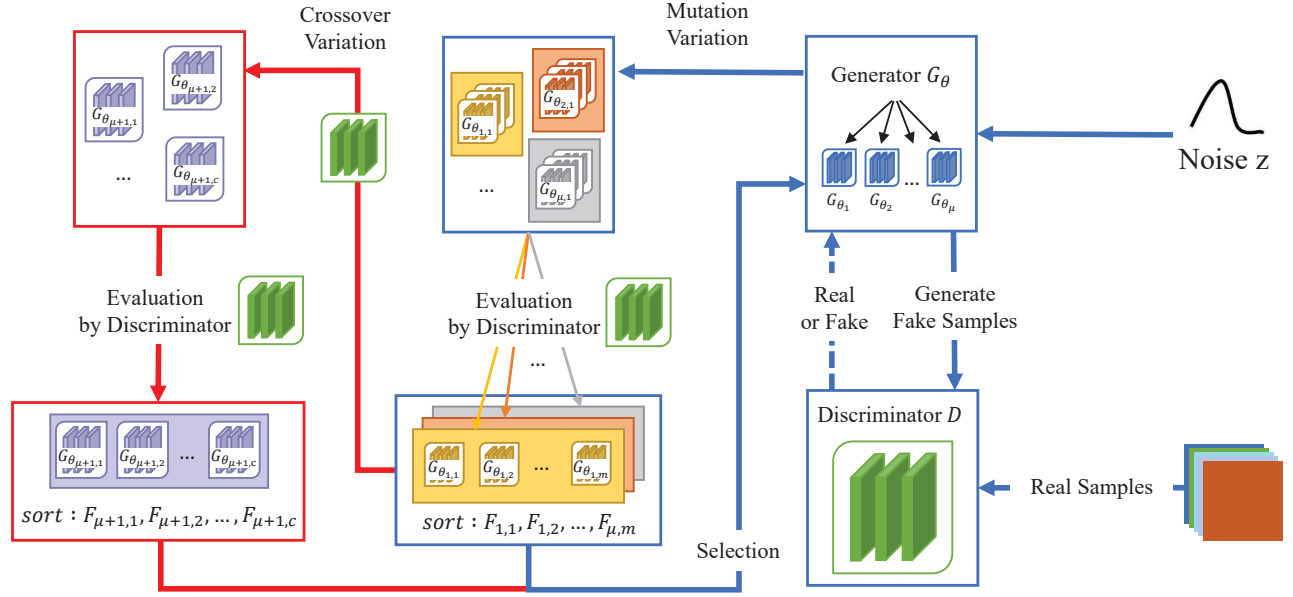 Crossover
Variation
Mutation
Variation
G_{θ_{μ+1,2}}
G_{θ_{μ+1,1}}
G_{θ_{μ+1,c}}
...
G_{θ_{2,1}}
G_{θ_{1,1}}
G_{θ_{μ,1}}
...
Generator G_θ
...
G_{θ_1} G_{θ_2} G_{θ_μ}
Noise z
Evaluation
by Discriminator
Evaluation
by Discriminator
...
Real
or Fake
Generate
Fake Samples
G_{θ_{μ+1,1}} G_{θ_{μ+1,2}} ... G_{θ_{μ+1,c}}
sort : F_{μ+1,1}, F_{μ+1,2}, ... , F_{μ+1,c}
G_{θ_{1,1}} G_{θ_{1,2}} ... G_{θ_{1,m}}
sort : F_{1,1}, F_{1,2}, ... , F_{μ,m}
Selection
Discriminator D
Real Samples